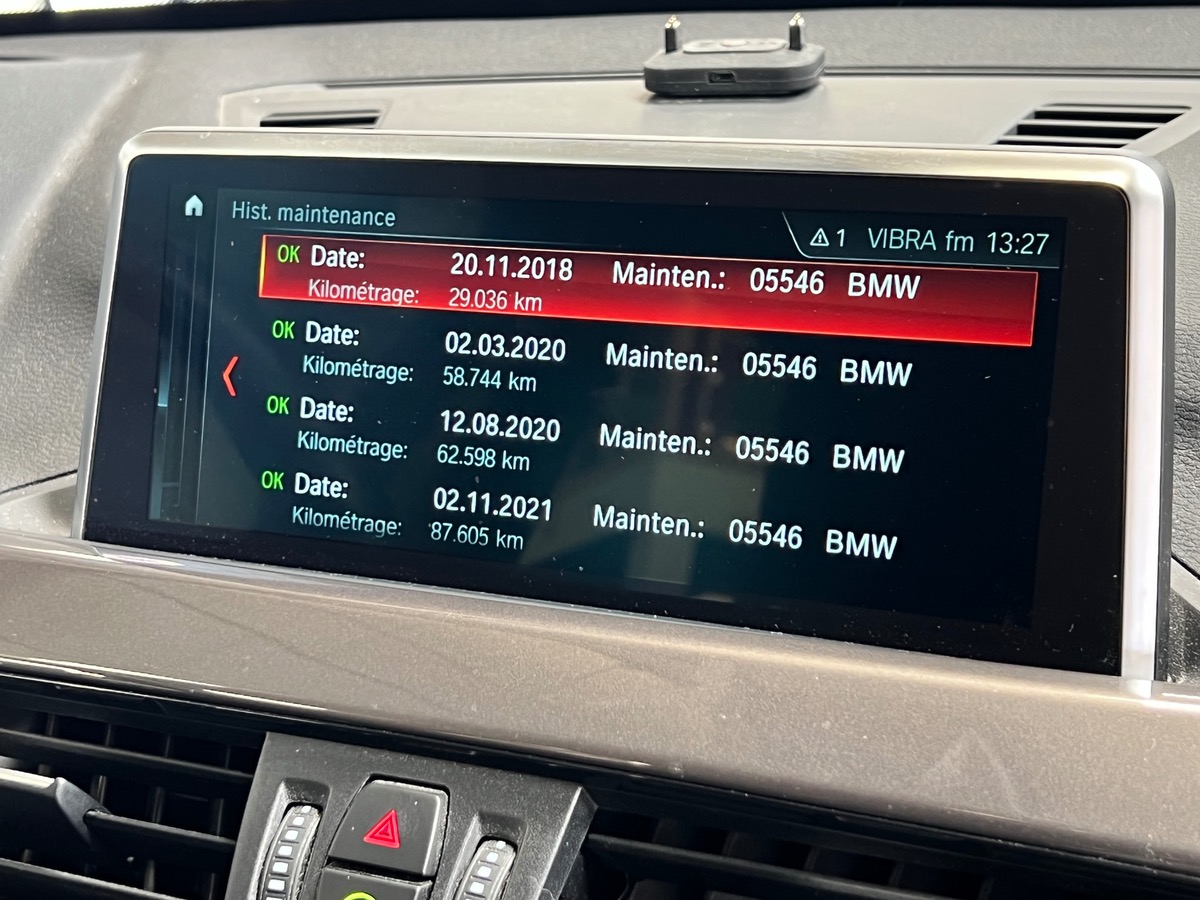 Hist. maintenance
1 VIBRA fm 13:27
OK Date: 20.11.2018 Mainten.: 05546 BMW
Kilométrage: 29.036 km
OK Date: 02.03.2020 Mainten.: 05546 BMW
Kilométrage: 58.744 km
OK Date: 12.08.2020 Mainten.: 05546 BMW
Kilométrage: 62.598 km
OK Date: 02.11.2021 Mainten.: 05546 BMW
Kilométrage: 87.605 km